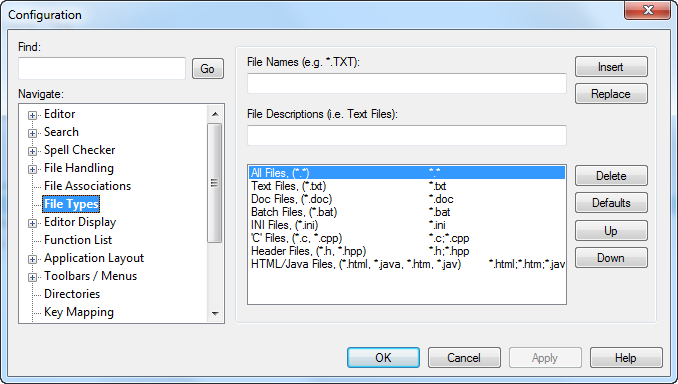 Configuration
Find:
Go
Navigate:
Editor
Search
Spell Checker
File Handling
File Associations
File Types
Editor Display
Function List
Application Layout
Toolbars / Menus
Directories
Key Mapping
File Names (e.g. *.TXT):
Insert
Replace
File Descriptions (i.e. Text Files):
All Files, (*.*) *.*
Text Files, (*.txt) *.txt
Doc Files, (*.doc) *.doc
Batch Files, (*.bat) *.bat
INI Files, (*.ini) *.ini
'C' Files, (*.c, *.cpp) *.c;*.cpp
Header Files, (*.h, *.hpp) *.h;*.hpp
HTML/Java Files, (*.html, *.java, *.htm, *.jav) *.html;*.htm;*.jav
Delete
Defaults
Up
Down
OK
Cancel
Apply
Help